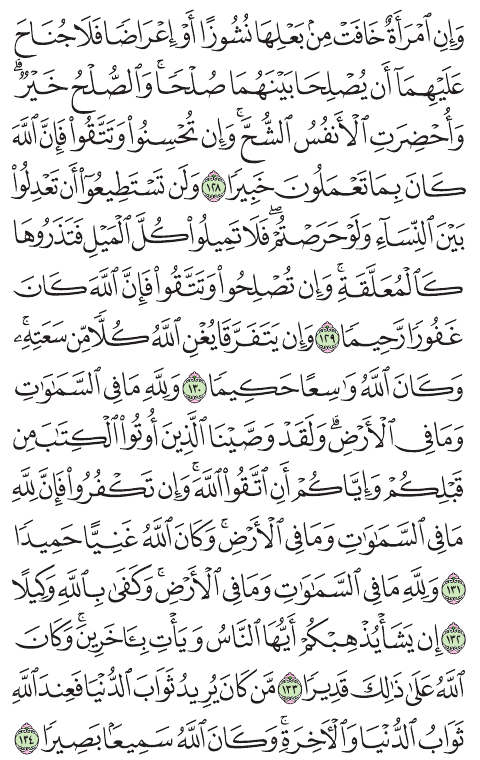 وَإِنِ ٱمْرَأَةٌ خَافَتْ مِنۢ بَعْلِهَا نُشُوزًا أَوْ إِعْرَاضًا فَلَا جُنَاحَ
عَلَيْهِمَآ أَن يُصْلِحَا بَيْنَهُمَا صُلْحًا ۚ وَٱلصُّلْحُ خَيْرٌ ۗ
وَأُحْضِرَتِ ٱلْأَنفُسُ ٱلشُّحَّ ۚ وَإِن تُحْسِنُوا۟ وَتَتَّقُوا۟ فَإِنَّ ٱللَّهَ
كَانَ بِمَا تَعْمَلُونَ خَبِيرًا ١٢٨ وَلَن تَسْتَطِيعُوٓا۟ أَن تَعْدِلُوا۟
بَيْنَ ٱلنِّسَآءِ وَلَوْ حَرَصْتُمْ ۖ فَلَا تَمِيلُوا۟ كُلَّ ٱلْمَيْلِ فَتَذَرُوهَا
كَٱلْمُعَلَّقَةِ ۚ وَإِن تُصْلِحُوا۟ وَتَتَّقُوا۟ فَإِنَّ ٱللَّهَ كَانَ
غَفُورًا رَّحِيمًا ١٢٩ وَإِن يَتَفَرَّقَا يُغْنِ ٱللَّهُ كُلًّا مِّن سَعَتِهِۦ ۚ
وَكَانَ ٱللَّهُ وَٰسِعًا حَكِيمًا ١٣٠ وَلِلَّهِ مَا فِى ٱلسَّمَٰوَٰتِ
وَمَا فِى ٱلْأَرْضِ ۗ وَلَقَدْ وَصَّيْنَا ٱلَّذِينَ أُوتُوا۟ ٱلْكِتَٰبَ مِن
قَبْلِكُمْ وَإِيَّاكُمْ أَنِ ٱتَّقُوا۟ ٱللَّهَ ۚ وَإِن تَكْفُرُوا۟ فَإِنَّ لِلَّهِ
مَا فِى ٱلسَّمَٰوَٰتِ وَمَا فِى ٱلْأَرْضِ ۚ وَكَانَ ٱللَّهُ غَنِيًّا حَمِيدًا
١٣١ وَلِلَّهِ مَا فِى ٱلسَّمَٰوَٰتِ وَمَا فِى ٱلْأَرْضِ ۚ وَكَفَىٰ بِٱللَّهِ وَكِيلًا
١٣٢ إِن يَشَأْ يُذْهِبْكُمْ أَيُّهَا ٱلنَّاسُ وَيَأْتِ بِـَٔاخَرِينَ ۚ وَكَانَ
ٱللَّهُ عَلَىٰ ذَٰلِكَ قَدِيرًا ١٣٣ مَّن كَانَ يُرِيدُ ثَوَابَ ٱلدُّنْيَا فَعِندَ ٱللَّهِ
ثَوَابُ ٱلدُّنْيَا وَٱلْـَٔاخِرَةِ ۚ وَكَانَ ٱللَّهُ سَمِيعًۢا بَصِيرًا ١٣٤